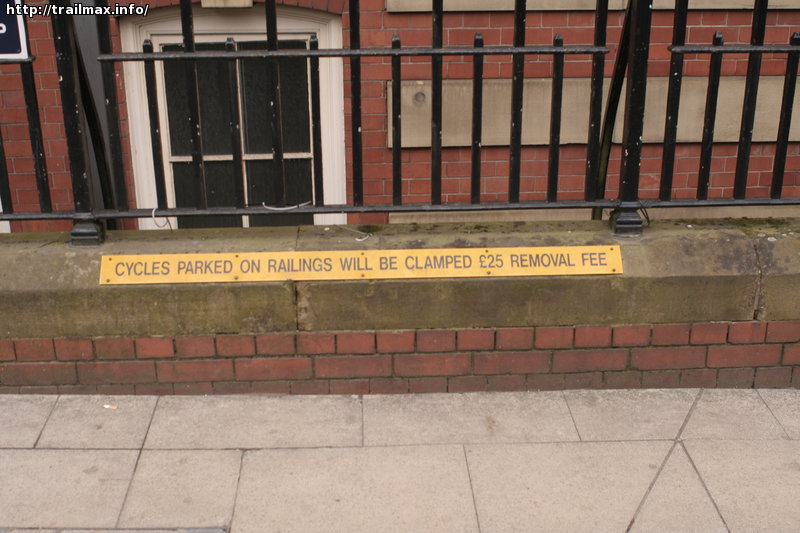 http://trailmax.info/
CYCLES PARKED ON RAILINGS WILL BE CLAMPED £25 REMOVAL FEE